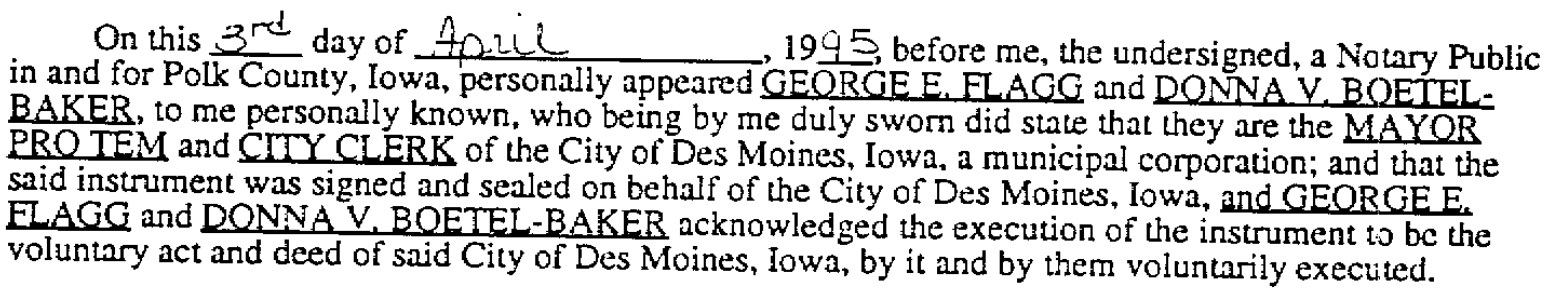 On this 3rd day of April, 1995, before me, the undersigned, a Notary Public
in and for Polk County, Iowa, personally appeared GEORGE E. FLAGG and DONNA V. BOETEL-
BAKER, to me personally known, who being by me duly sworn did state that they are the MAYOR
PRO TEM and CITY CLERK of the City of Des Moines, Iowa, a municipal corporation; and that the
said instrument was signed and sealed on behalf of the City of Des Moines, Iowa, and GEORGE E.
FLAGG and DONNA V. BOETEL-BAKER acknowledged the execution of the instrument to be the
voluntary act and deed of said City of Des Moines, Iowa, by it and by them voluntarily executed.